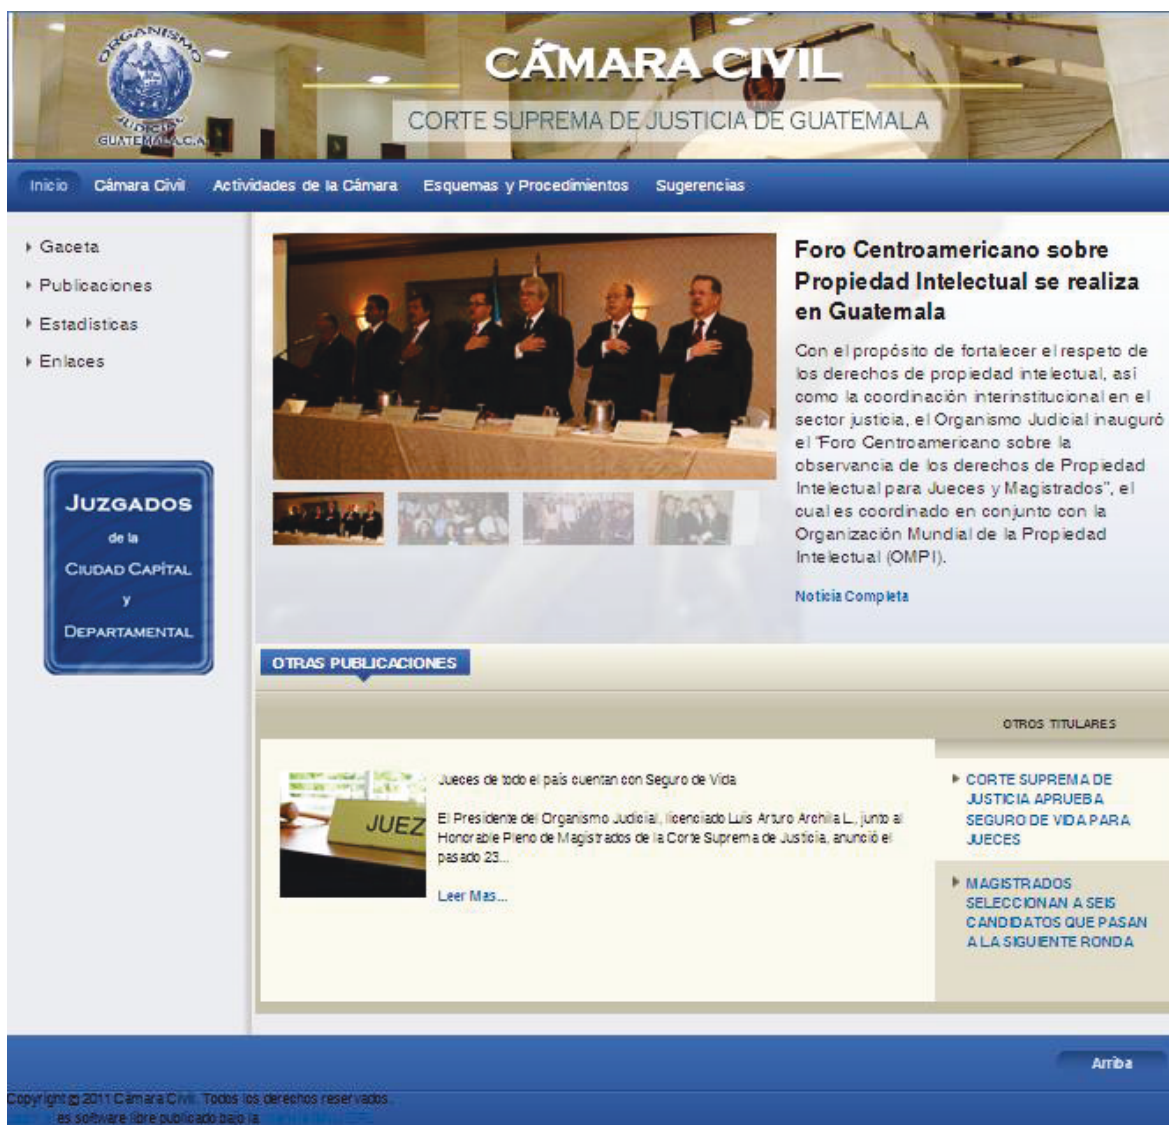 ORGANISMO
JUDICIAL
GUATEMALA, C.A.
CÁMARA CIVIL
CORTE SUPREMA DE JUSTICIA DE GUATEMALA
Inicio Cámara Civil Actividades de la Cámara Esquemas y Procedimientos Sugerencias
Gaceta
Publicaciones
Estadísticas
Enlaces
JUZGADOS
de la
CIUDAD CAPÍTAL
y
DEPARTAMENTAL
Foro Centroamericano sobre
Propiedad Intelectual se realiza
en Guatemala
Con el propósito de fortalecer el respeto de
los derechos de propiedad intelectual, así
como la coordinación interinstitucional en el
sector justicia, el Organismo Judicial inauguró
el "Foro Centroamericano sobre la
observancia de los derechos de Propiedad
Intelectual para Jueces y Magistrados", el
cual es coordinado en conjunto con la
Organización Mundial de la Propiedad
Intelectual (OMPI).
Noticia Completa
OTRAS PUBLICACIONES
JUEZ
Jueces de todo el país cuentan con Seguro de Vida
El Presidente del Organismo Judicial, licenciado Luis Arturo Archila L., junto al
Honorable Pleno de Magistrados de la Corte Suprema de Justicia, anunció el
pasado 23...
Leer Mas...
OTROS TITULARES
CORTE SUPREMA DE
JUSTICIA APRUEBA
SEGURO DE VIDA PARA
JUECES
MAGISTRADOS
SELECCIONAN A SEIS
CANDIDATOS QUE PASAN
A LA SIGUIENTE RONDA
Arriba
Copyright © 2011 Cámara Civil. Todos los derechos reservados.
es software libre publicado bajo la